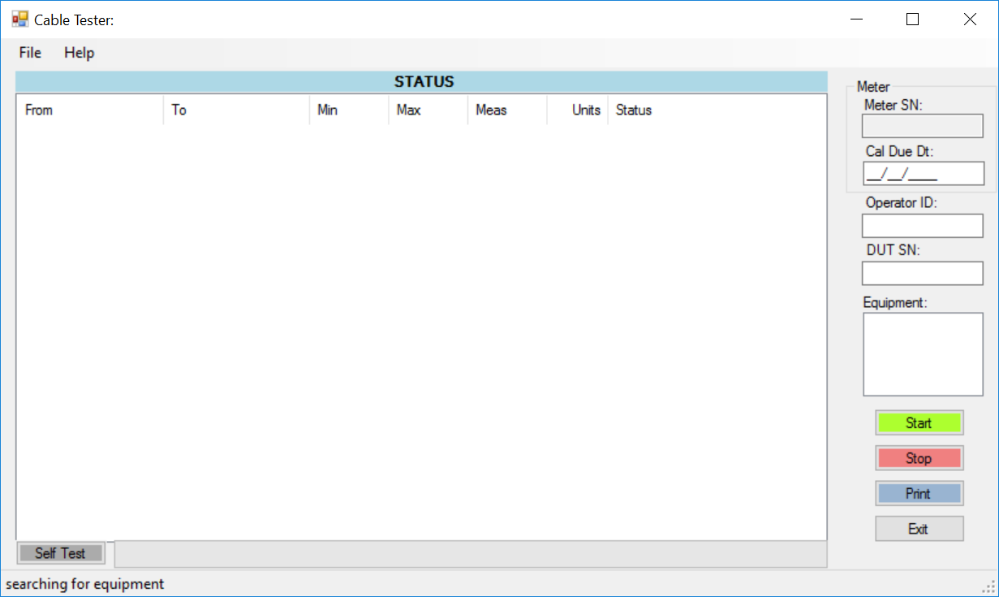 Cable Tester:
File Help
STATUS
From To Min Max Meas Units Status
Meter
Meter SN:
Cal Due Dt:
__/__/____
Operator ID:
DUT SN:
Equipment:
Start
Stop
Print
Exit
Self Test
searching for equipment